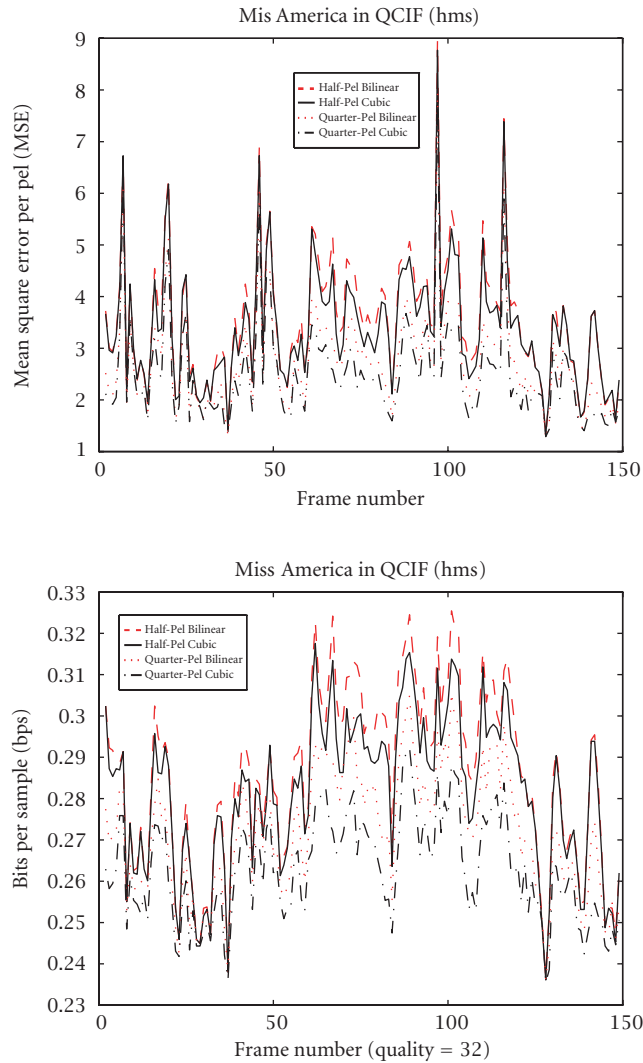 Mis America in QCIF (hms)
Mean square error per pel (MSE)
9
8
7
6
5
4
3
2
1
Half-Pel Bilinear
Half-Pel Cubic
Quarter-Pel Bilinear
Quarter-Pel Cubic
0
50
100
150
Frame number
Miss America in QCIF (hms)
Bits per sample (bps)
0.33
0.32
0.31
0.3
0.29
0.28
0.27
0.26
0.25
0.24
0.23
Half-Pel Bilinear
Half-Pel Cubic
Quarter-Pel Bilinear
Quarter-Pel Cubic
0
50
100
150
Frame number (quality = 32)